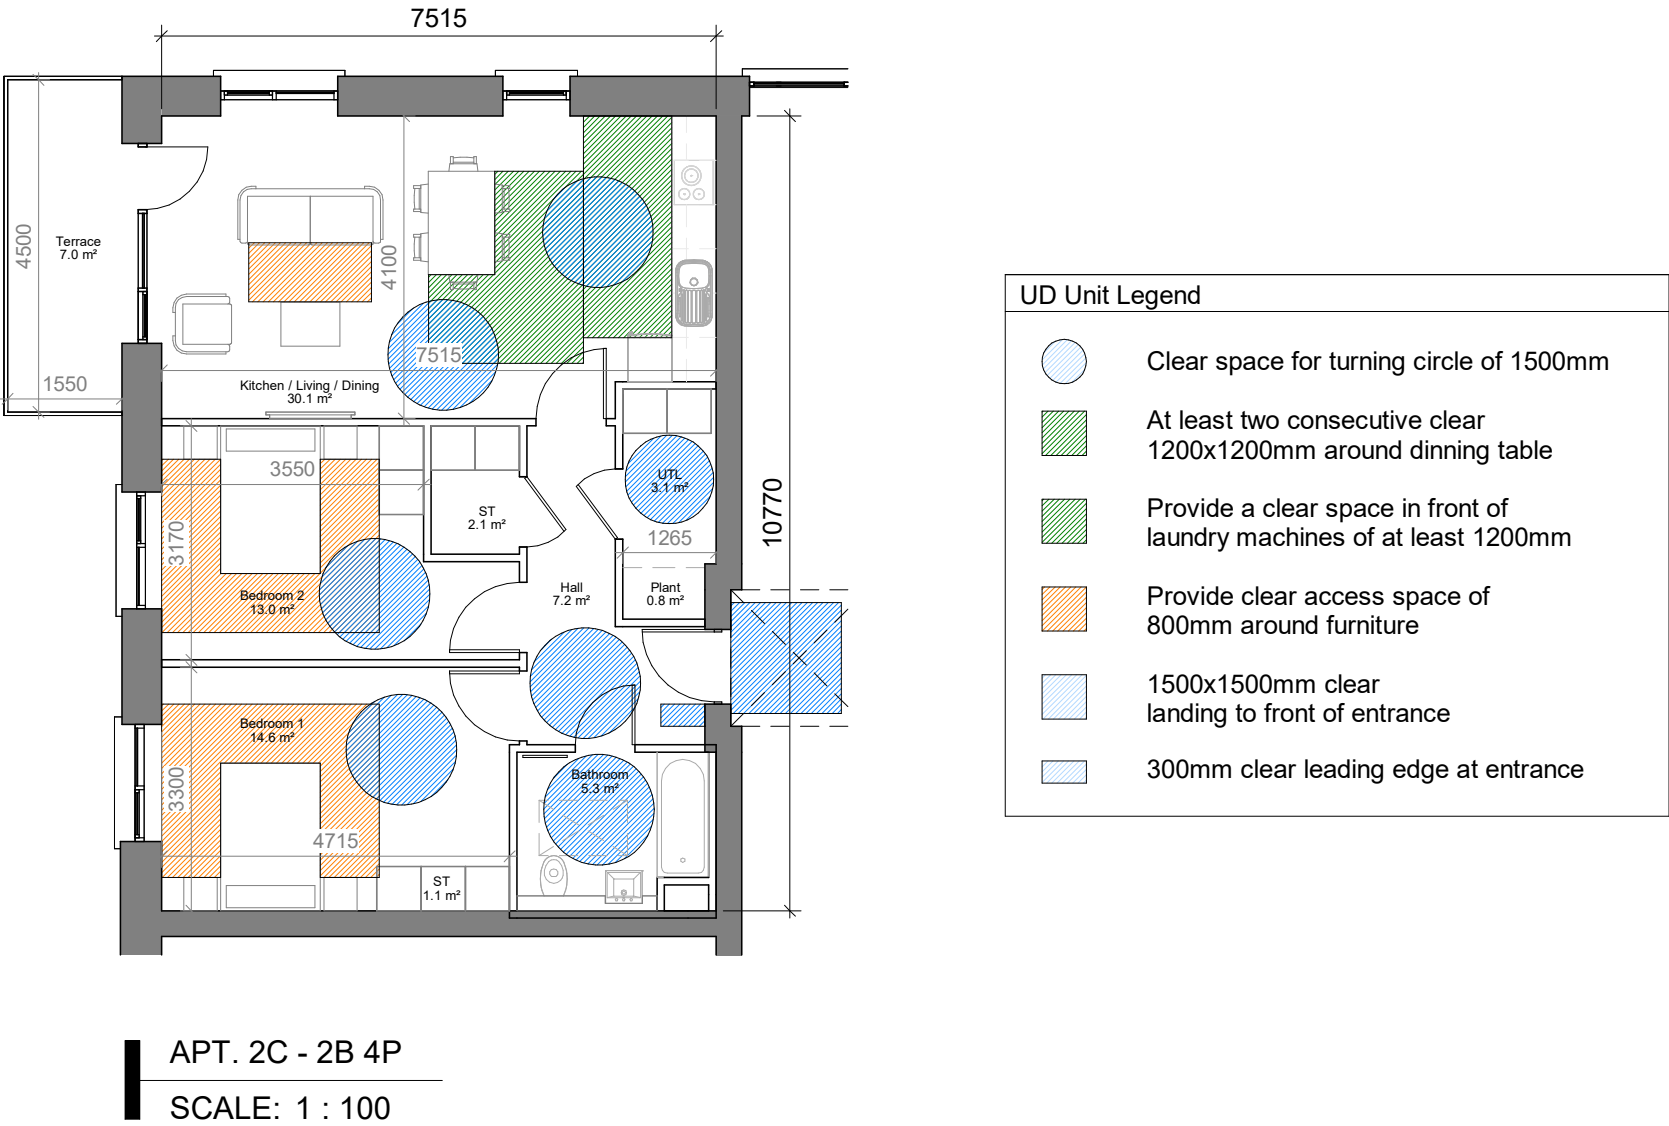 7515
4500
Terrace
7.0 m²
4100
1550
7515
Kitchen / Living / Dining
30.1 m²
3550
UTL
3.1 m²
ST
2.1 m²
3170
1265
10770
Bedroom 2
13.0 m²
Hall
7.2 m²
Plant
0.8 m²
Bedroom 1
14.6 m²
3300
Bathroom
5.3 m²
4715
ST
1.1 m²
UD Unit Legend
Clear space for turning circle of 1500mm
At least two consecutive clear
1200x1200mm around dinning table
Provide a clear space in front of
laundry machines of at least 1200mm
Provide clear access space of
800mm around furniture
1500x1500mm clear
landing to front of entrance
300mm clear leading edge at entrance
APT. 2C - 2B 4P
SCALE: 1 : 100